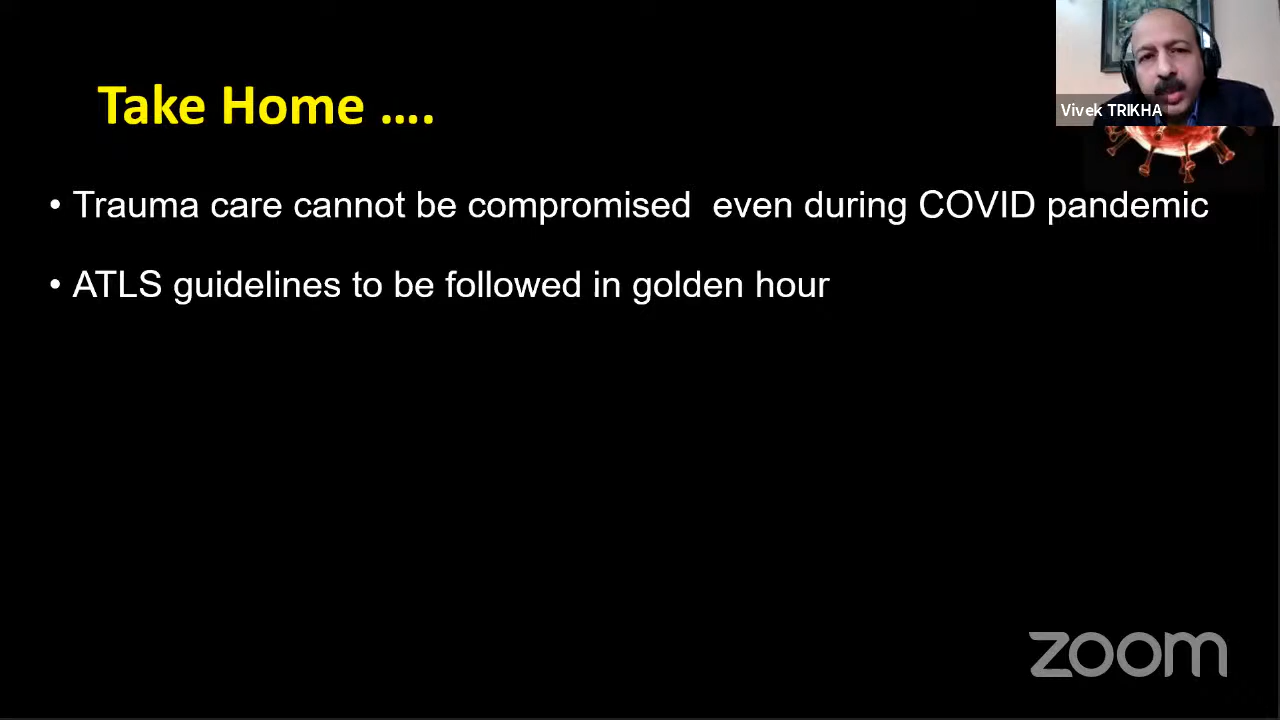 Vivek TRIKHA
Take Home ....
• Trauma care cannot be compromised  even during COVID pandemic
• ATLS guidelines to be followed in golden hour
zoom